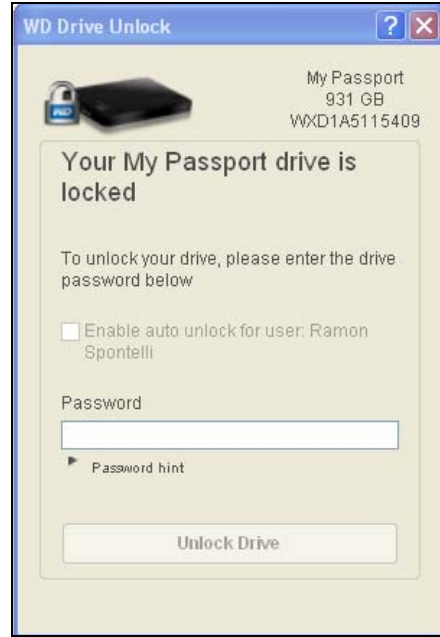 WD Drive Unlock
?
My Passport
931 GB
WXD1A5115409
WD
Your My Passport drive is
locked
To unlock your drive, please enter the drive
password below
Enable auto unlock for user: Ramon
Spontelli
Password
Password hint
Unlock Drive